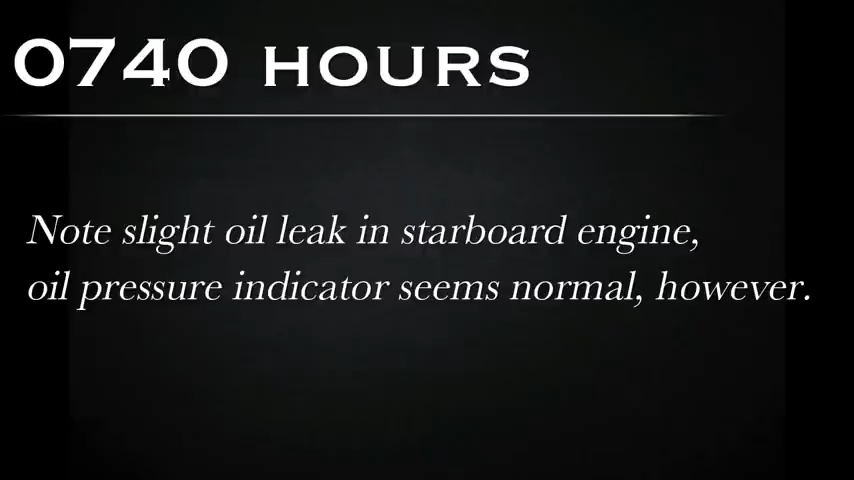 0740 HOURS
Note slight oil leak in starboard engine,
oil pressure indicator seems normal, however.